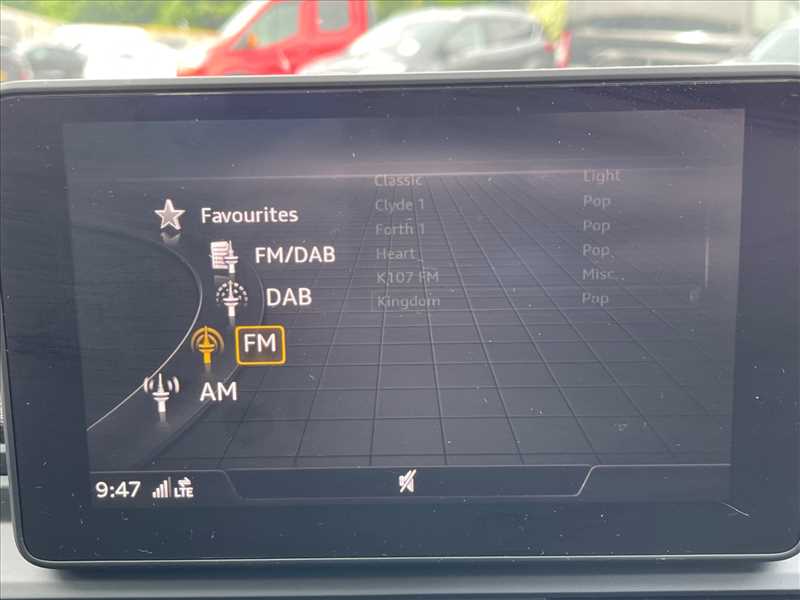 Classic Light
Clyde 1 Pop
Favourites
Forth 1 Pop
FM/DAB
Heart Pop
K107 FM Misc
DAB
Kingdom Pop
FM
AM
9:47 LTE